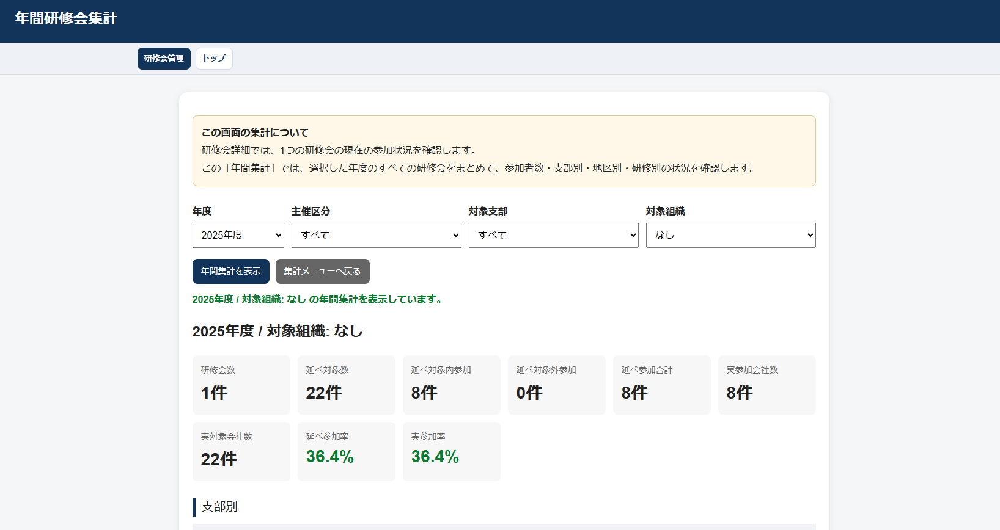 年間研修会集計
研修会管理 トップ
この画面の集計について
研修会詳細では、1つの研修会の現在の参加状況を確認します。
この「年間集計」では、選択した年度のすべての研修会をまとめて、参加者数・支部別・地区別・研修別の状況を確認します。
年度 主催区分 対象支部 対象組織
2025年度 すべて すべて なし
年間集計を表示 集計メニューへ戻る
2025年度 / 対象組織: なし の年間集計を表示しています。
2025年度 / 対象組織: なし
研修会数 延べ対象数 延べ対象内参加 延べ対象外参加 延べ参加合計 実参加会社数
1件 22件 8件 0件 8件 8件
実対象会社数 延べ参加率 実参加率
22件 36.4% 36.4%
支部別